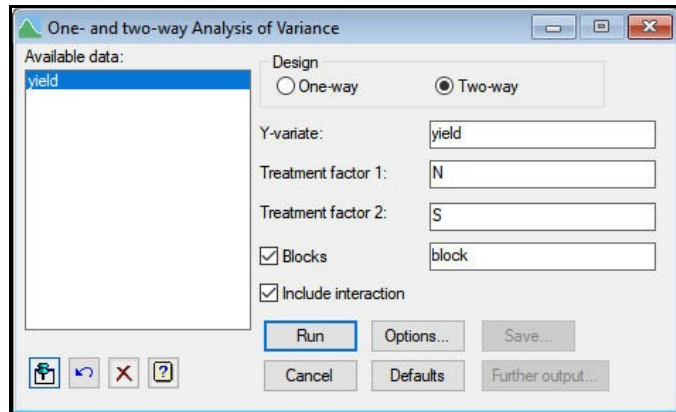 One- and two-way Analysis of Variance
Available data:
yield
Design
One-way Two-way
Y-variate: yield
Treatment factor 1: N
Treatment factor 2: S
Blocks block
Include interaction
Run Options... Save...
Cancel Defaults Further output...
?